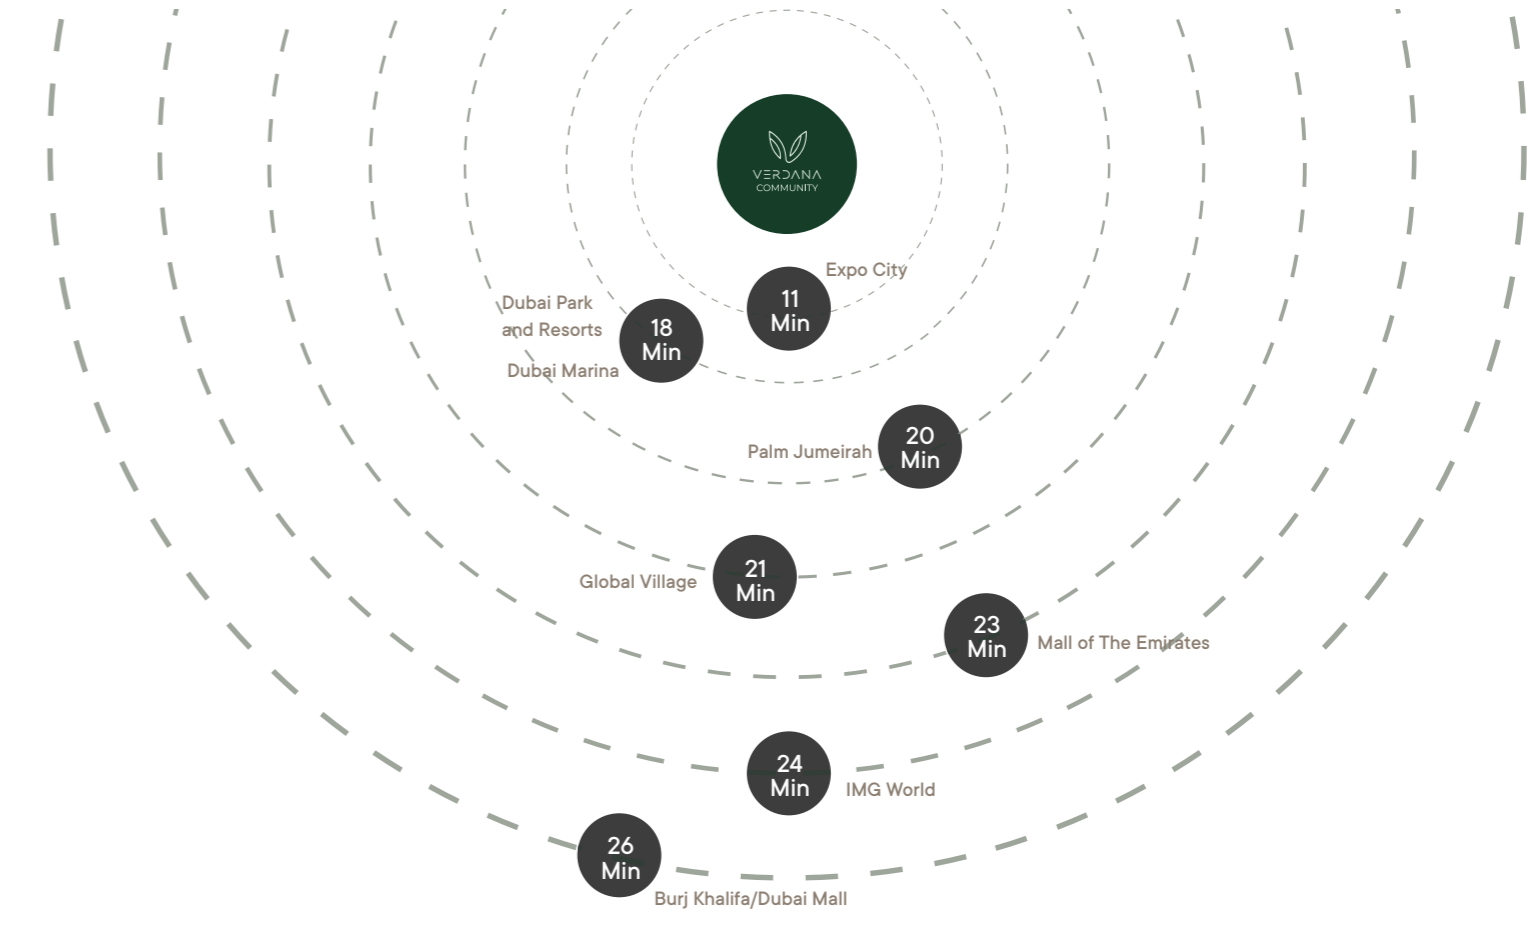 VERDANA
COMMUNITY
Expo City
11
Min
Dubai Park
and Resorts
18
Min
Dubai Marina
20
Min
Palm Jumeirah
21
Min
Global Village
23
Min
Mall of The Emirates
24
Min
IMG World
26
Min
Burj Khalifa/Dubai Mall